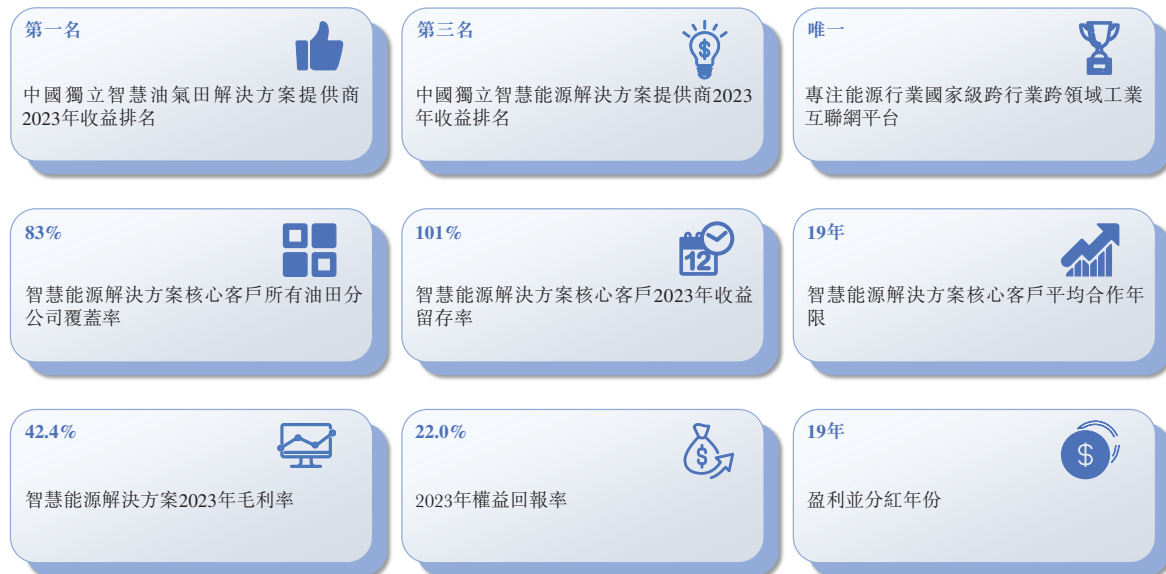 第一名
中國獨立智慧油氣田解決方案提供商
2023年收益排名
第三名
中國獨立智慧能源解決方案提供商2023
年收益排名
唯一
專注能源行業國家級跨行業跨領域工業
互聯網平台
83%
智慧能源解決方案核心客戶所有油田分
公司覆蓋率
101%
12
智慧能源解決方案核心客戶2023年收益
留存率
19年
智慧能源解決方案核心客戶平均合作年
限
42.4%
智慧能源解決方案2023年毛利率
22.0%
2023年權益回報率
19年
盈利並分紅年份